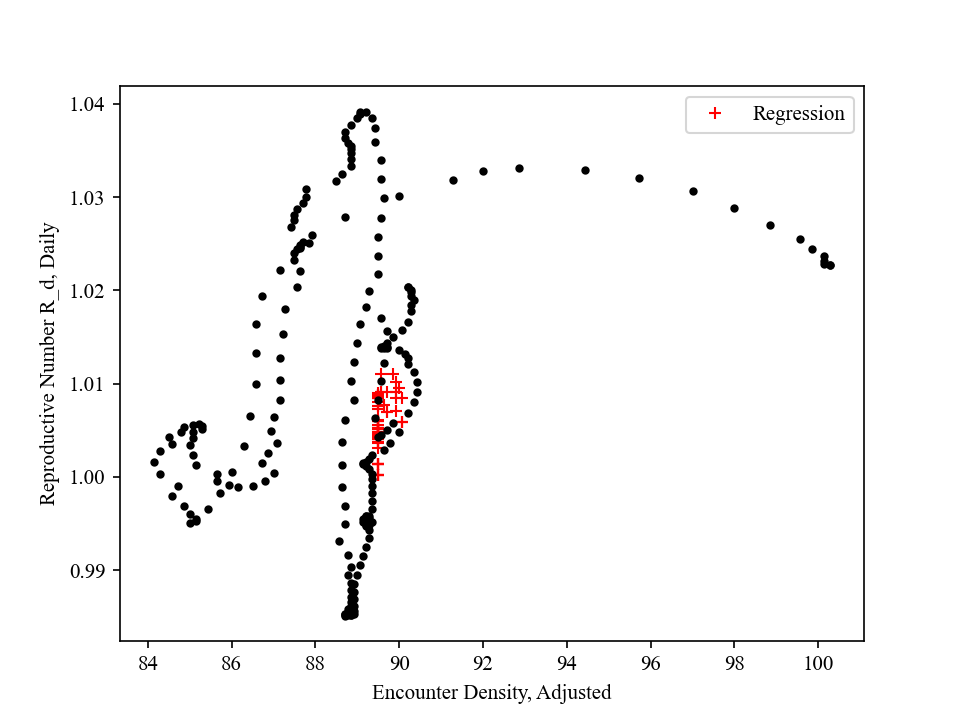 Regression
1.04
1.03
1.02
1.01
1.00
0.99
Reproductive Number R_d, Daily
84 86 88 90 92 94 96 98 100
Encounter Density, Adjusted